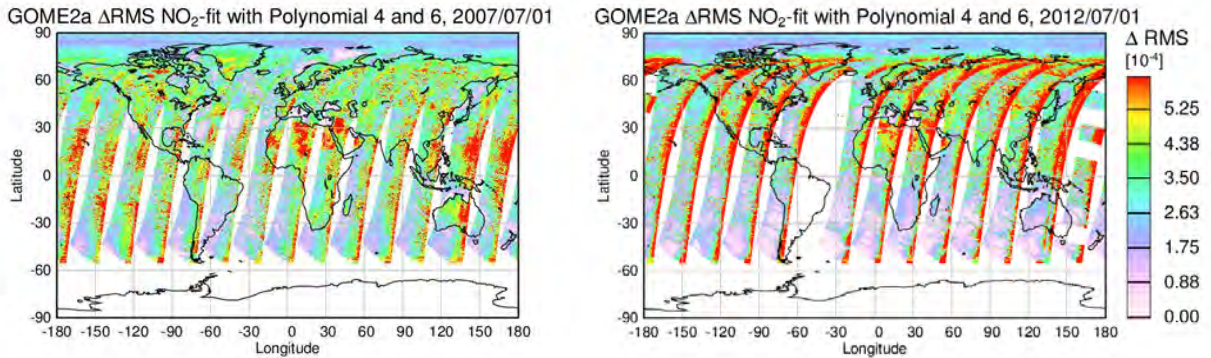 GOME2a ΔRMS NO₂-fit with Polynomial 4 and 6, 2007/07/01
90
60
30
0
-30
-60
-90
Latitude
-180 -150 -120 -90 -60 -30 0 30 60 90 120 150 180
Longitude
GOME2a ΔRMS NO₂-fit with Polynomial 4 and 6, 2012/07/01
90
60
30
0
-30
-60
-90
Latitude
-180 -150 -120 -90 -60 -30 0 30 60 90 120 150 180
Longitude
Δ RMS
[10⁻⁴]
5.25
4.38
3.50
2.63
1.75
0.88
0.00